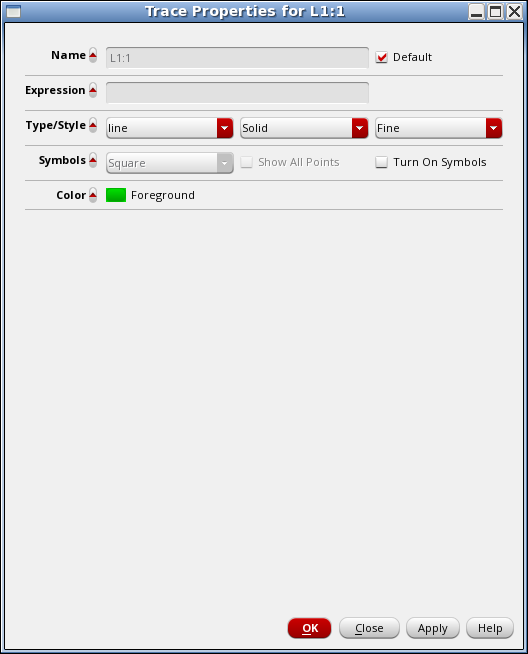 Trace Properties for L1:1
Name L1:1 Default
Expression
Type/Style line Solid Fine
Symbols Square Show All Points Turn On Symbols
Color Foreground
OK Close Apply Help